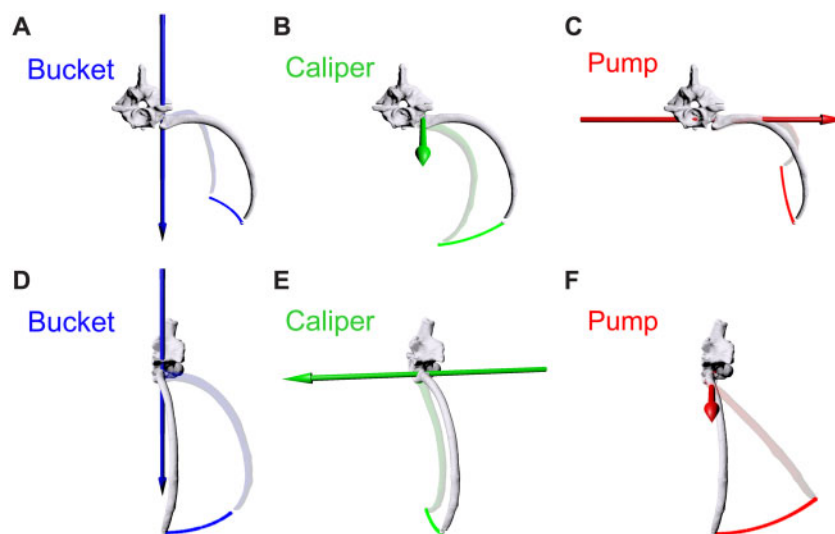 A
Bucket
B
Caliper
C
Pump
D
Bucket
E
Caliper
F
Pump